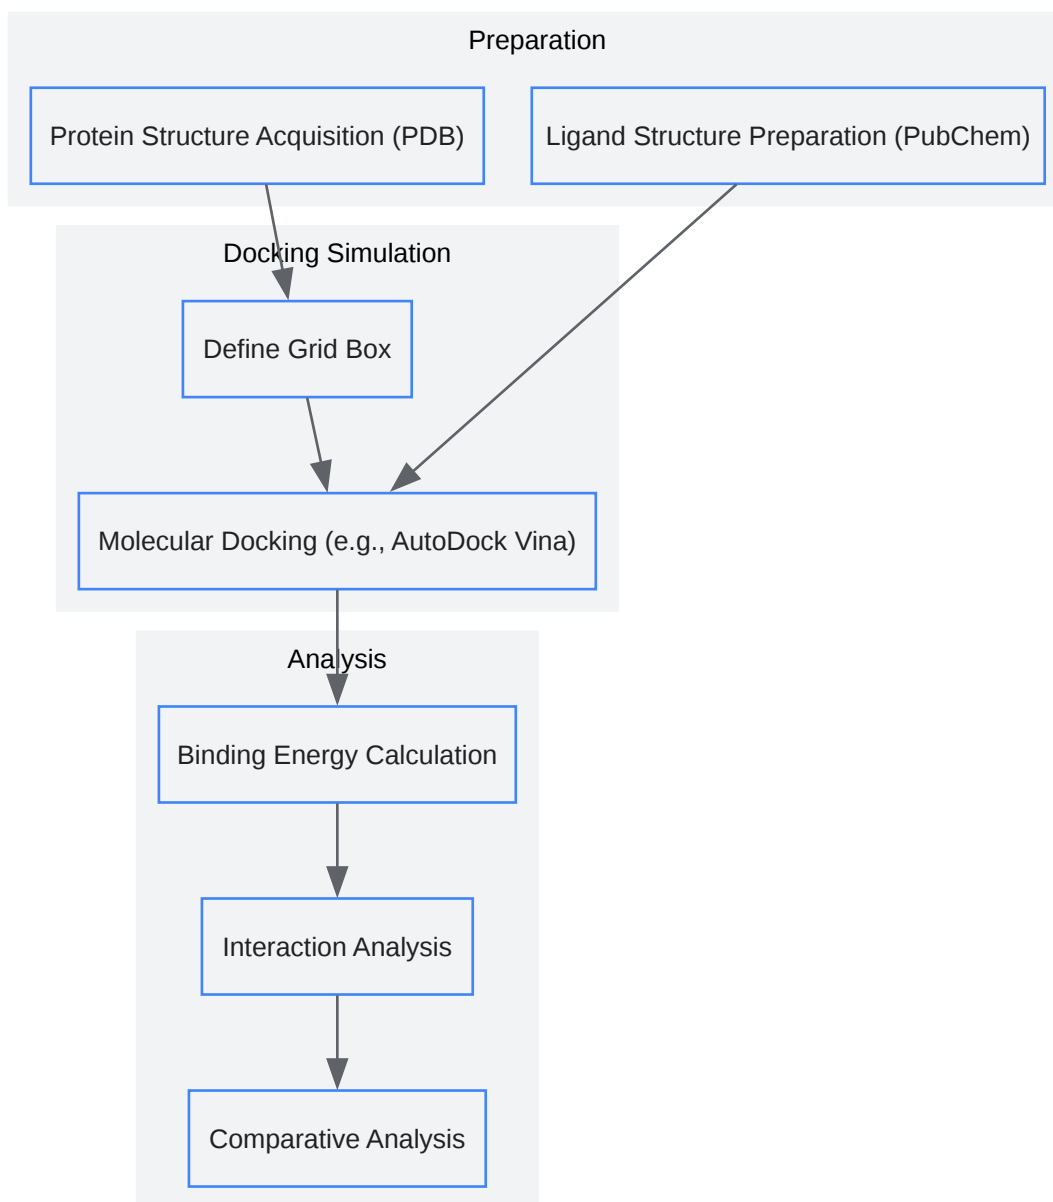 Preparation
Protein Structure Acquisition (PDB)
Ligand Structure Preparation (PubChem)
Docking Simulation
Define Grid Box
Molecular Docking (e.g., AutoDock Vina)
Analysis
Binding Energy Calculation
Interaction Analysis
Comparative Analysis